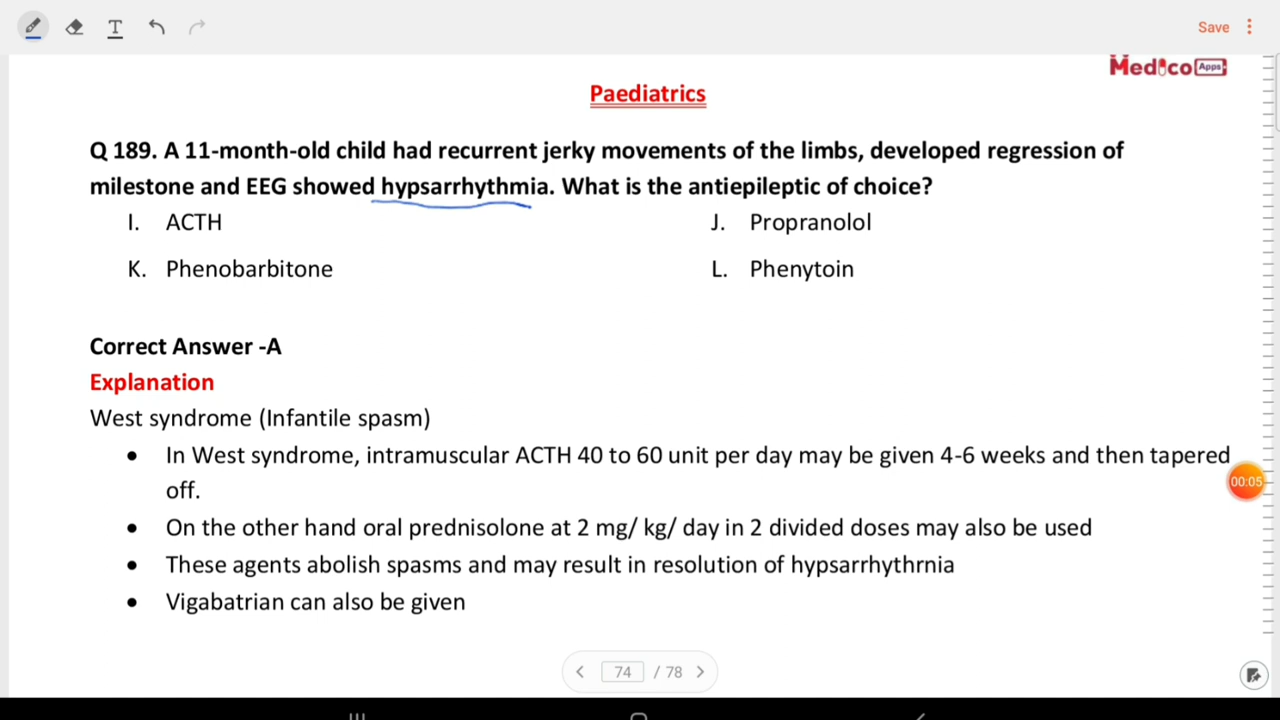 T
Save
Medico Apps
Paediatrics
Q 189. A 11-month-old child had recurrent jerky movements of the limbs, developed regression of
milestone and EEG showed hypsarrhythmia. What is the antiepileptic of choice?
I. ACTH
J. Propranolol
K. Phenobarbitone
L. Phenytoin
Correct Answer -A
Explanation
West syndrome (Infantile spasm)
• In West syndrome, intramuscular ACTH 40 to 60 unit per day may be given 4-6 weeks and then tapered
off.
00:05
• On the other hand oral prednisolone at 2 mg/ kg/ day in 2 divided doses may also be used
• These agents abolish spasms and may result in resolution of hypsarrhythrnia
• Vigabatrian can also be given
74 / 78